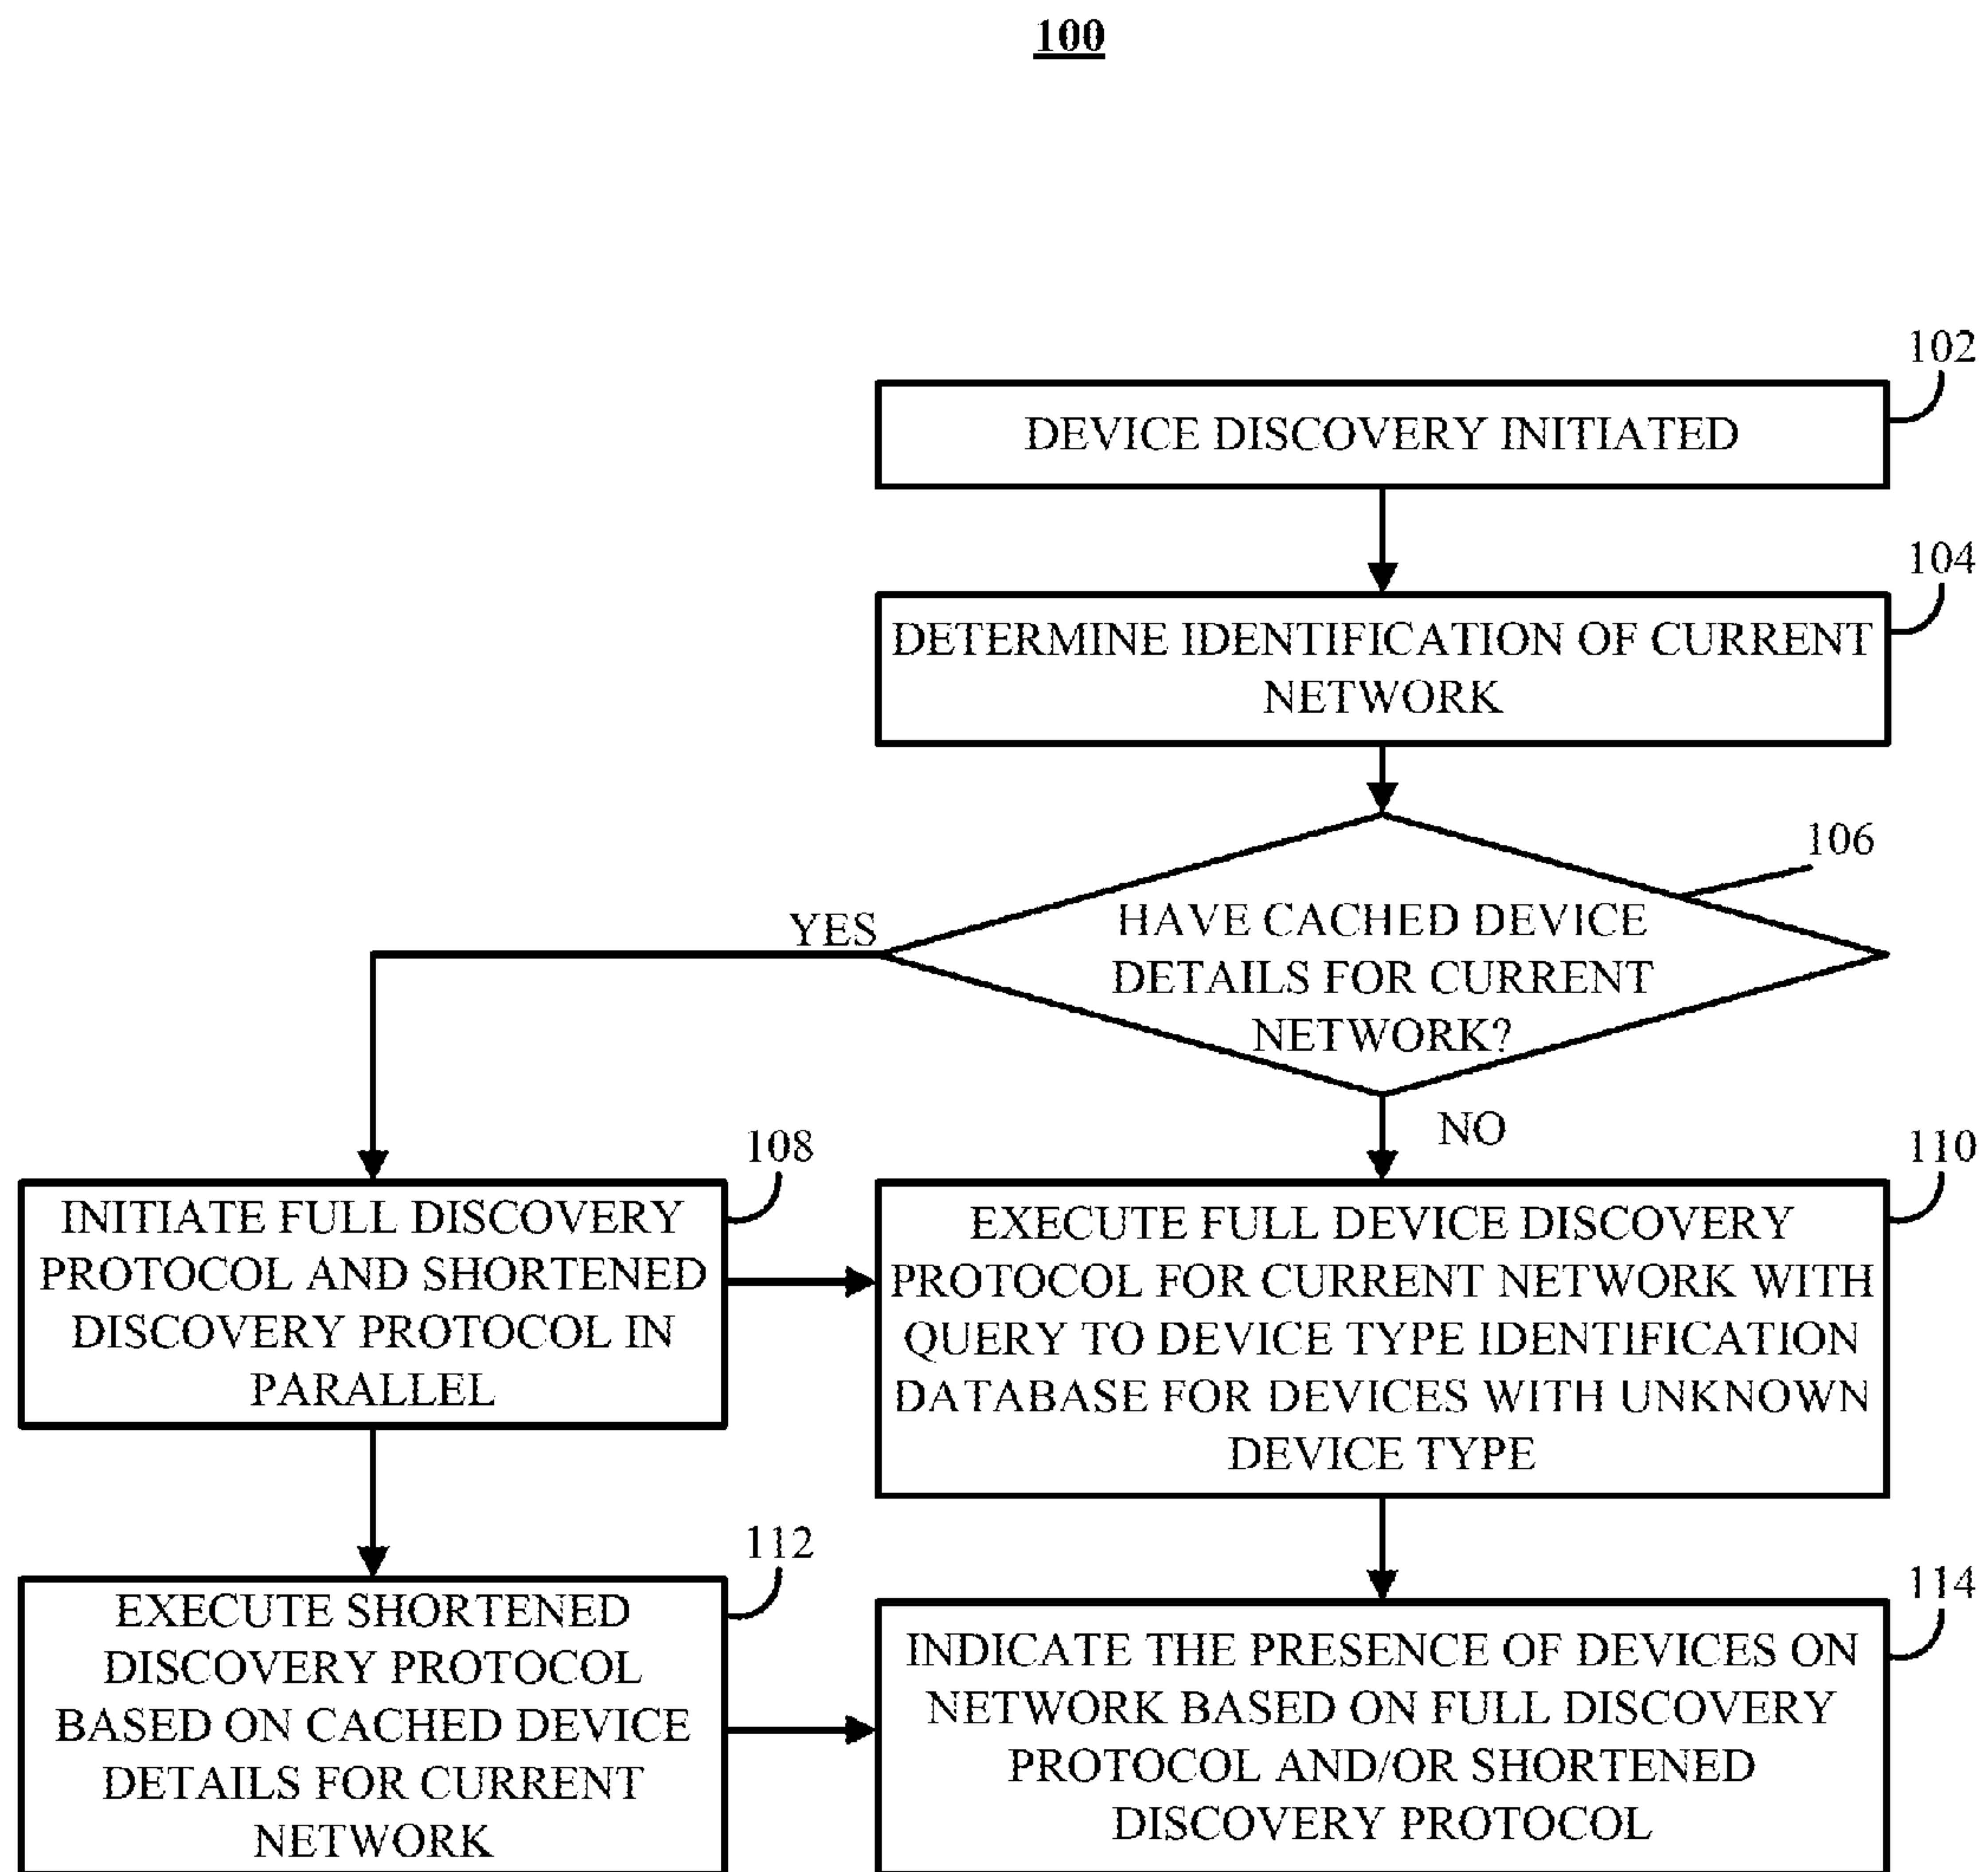 100
102
DEVICE DISCOVERY INITIATED
104
DETERMINE IDENTIFICATION OF CURRENT
NETWORK
106
HAVE CACHED DEVICE
DETAILS FOR CURRENT
NETWORK?
YES
NO
108
INITIATE FULL DISCOVERY
PROTOCOL AND SHORTENED
DISCOVERY PROTOCOL IN
PARALLEL
110
EXECUTE FULL DEVICE DISCOVERY
PROTOCOL FOR CURRENT NETWORK WITH
QUERY TO DEVICE TYPE IDENTIFICATION
DATABASE FOR DEVICES WITH UNKNOWN
DEVICE TYPE
112
EXECUTE SHORTENED
DISCOVERY PROTOCOL
BASED ON CACHED DEVICE
DETAILS FOR CURRENT
NETWORK
114
INDICATE THE PRESENCE OF DEVICES ON
NETWORK BASED ON FULL DISCOVERY
PROTOCOL AND/OR SHORTENED
DISCOVERY PROTOCOL